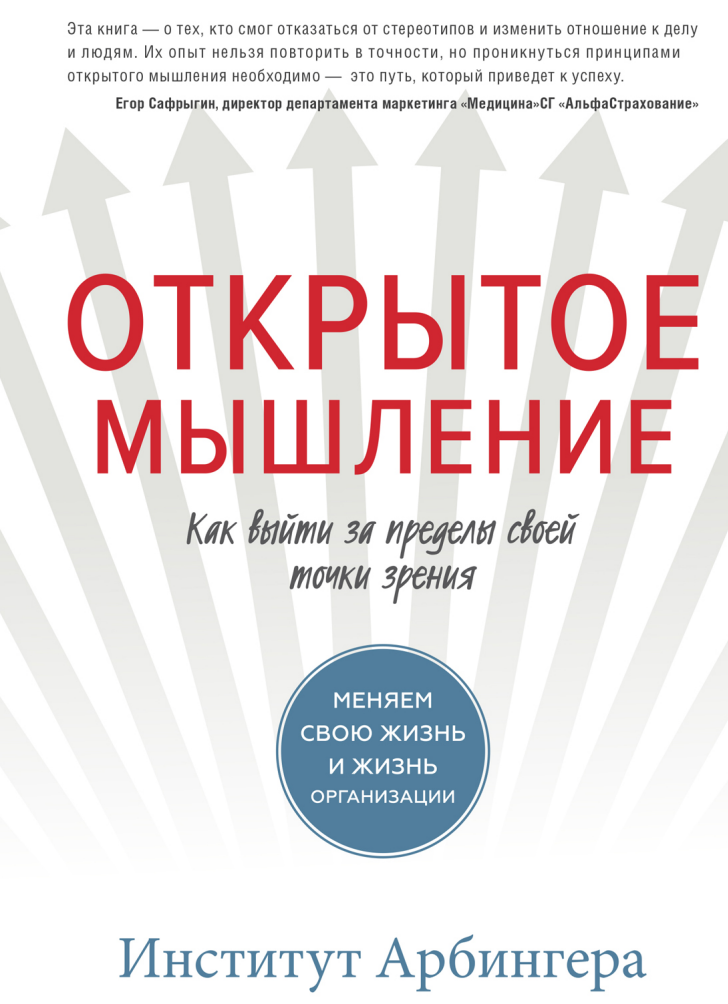 Эта книга — о тех, кто смог отказаться от стереотипов и изменить отношение к делу
и людям. Их опыт нельзя повторить в точности, но проникнуться принципами
открытого мышления необходимо — это путь, который приведет к успеху.
Егор Сафрыгин, директор департамента маркетинга «Медицина»СГ «АльфаСтрахование»
ОТКРЫТОЕ
МЫШЛЕНИЕ
Как выйти за пределы своей
точки зрения
МЕНЯЕМ
СВОЮ ЖИЗНЬ
И ЖИЗНЬ
ОРГАНИЗАЦИИ
Институт Арбингера